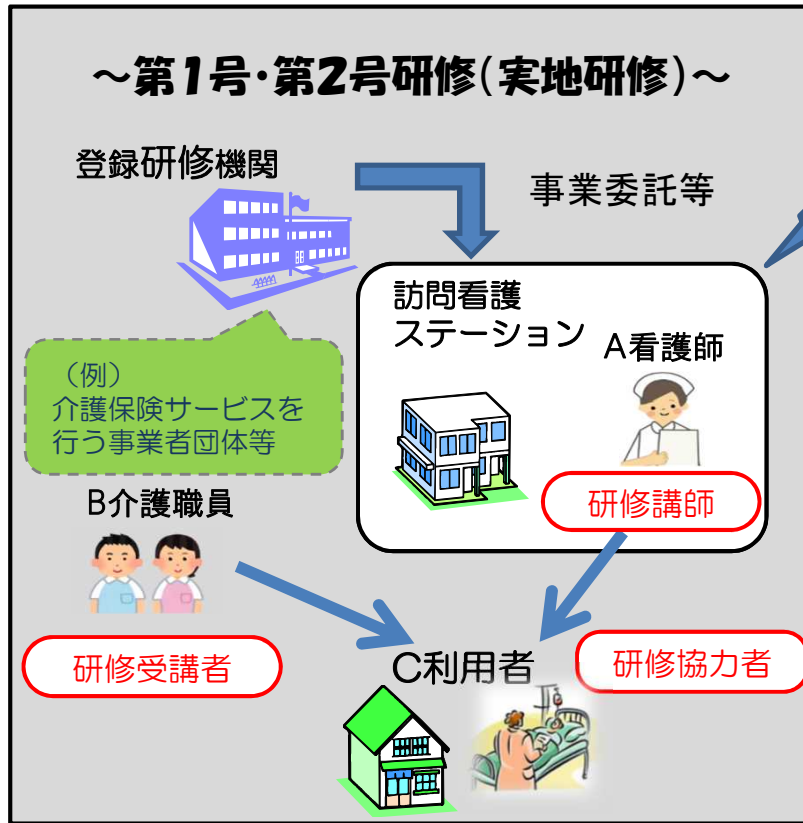 ～第1号・第2号研修(実地研修)～
登録研修機関
事業委託等
訪問看護
ステーション
A看護師
（例）
介護保険サービスを
行う事業者団体等
研修講師
B介護職員
研修受講者
C利用者
研修協力者